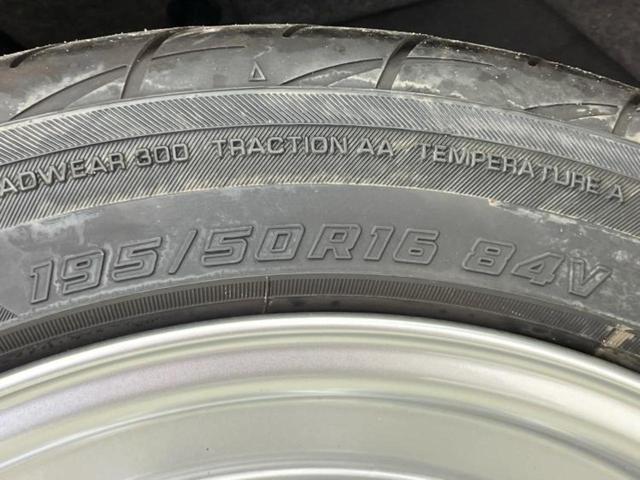 ADWEAR 300 TRACTION AA TEMPERATURE A
195/50R16 84V